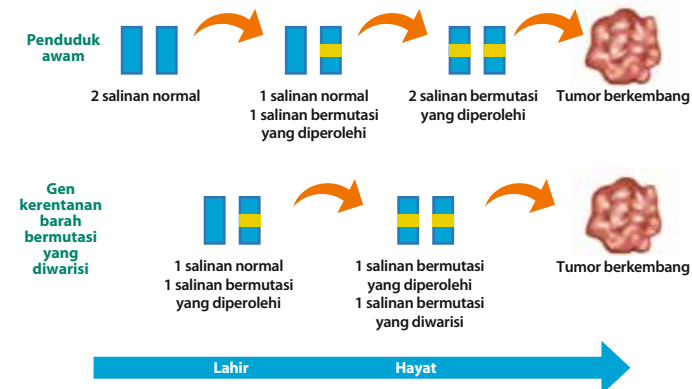 Penduduk
awam
2 salinan normal
1 salinan normal
1 salinan bermutasi
yang diperolehi
2 salinan bermutasi
yang diperolehi
Tumor berkembang
Gen
kerentanan
barah
bermutasi
yang
diwarisi
1 salinan normal
1 salinan bermutasi
yang diperolehi
1 salinan bermutasi
yang diperolehi
1 salinan bermutasi
yang diwarisi
Tumor berkembang
Lahir
Hayat